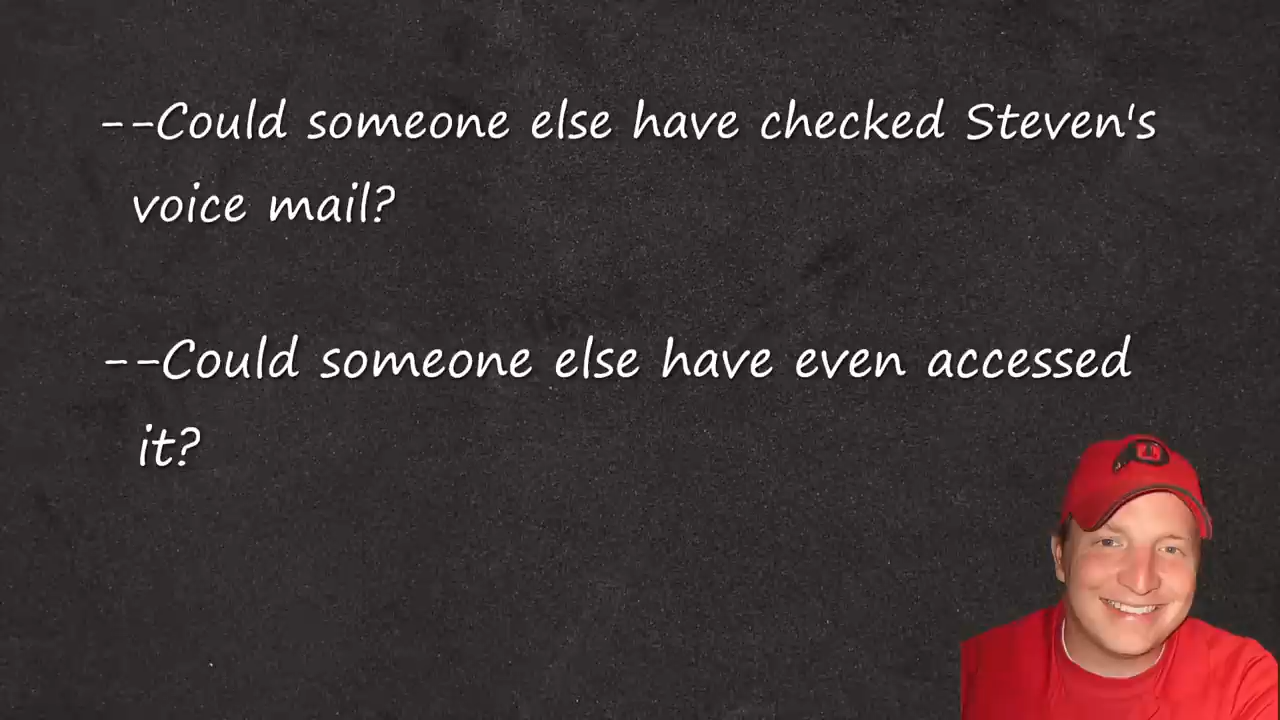 --Could someone else have checked Steven's
voice mail?
--Could someone else have even accessed
it?